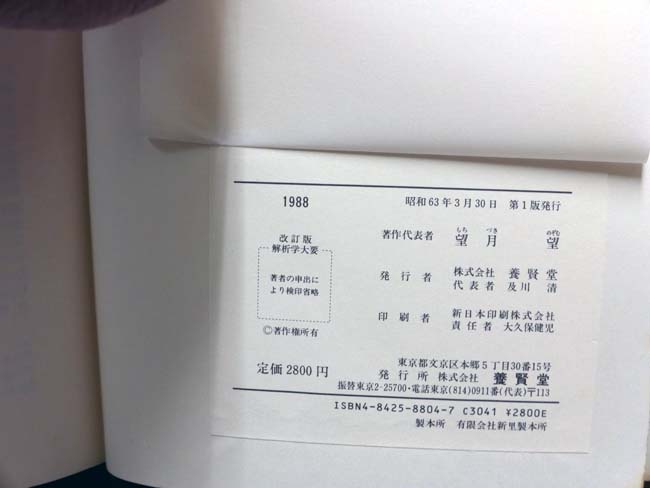 1988
昭和63年3月30日 第1版発行
改訂版
解析学大要
著者の申出に
より検印省略
©著作権所有
定価2800円
もち づき のぞむ
著作代表者 望月 望
発行者 株式会社 養賢堂
代表者 及川 清
印刷者 新日本印刷株式会社
責任者 大久保健児
東京都文京区本郷5丁目30番15号
発行所 株式会社 養賢堂
振替東京2-25700・電話東京(814)0911番(代表)〒113
ISBN4-8425-8804-7 C3041 ¥2800E
製本所 有限会社新里製本所